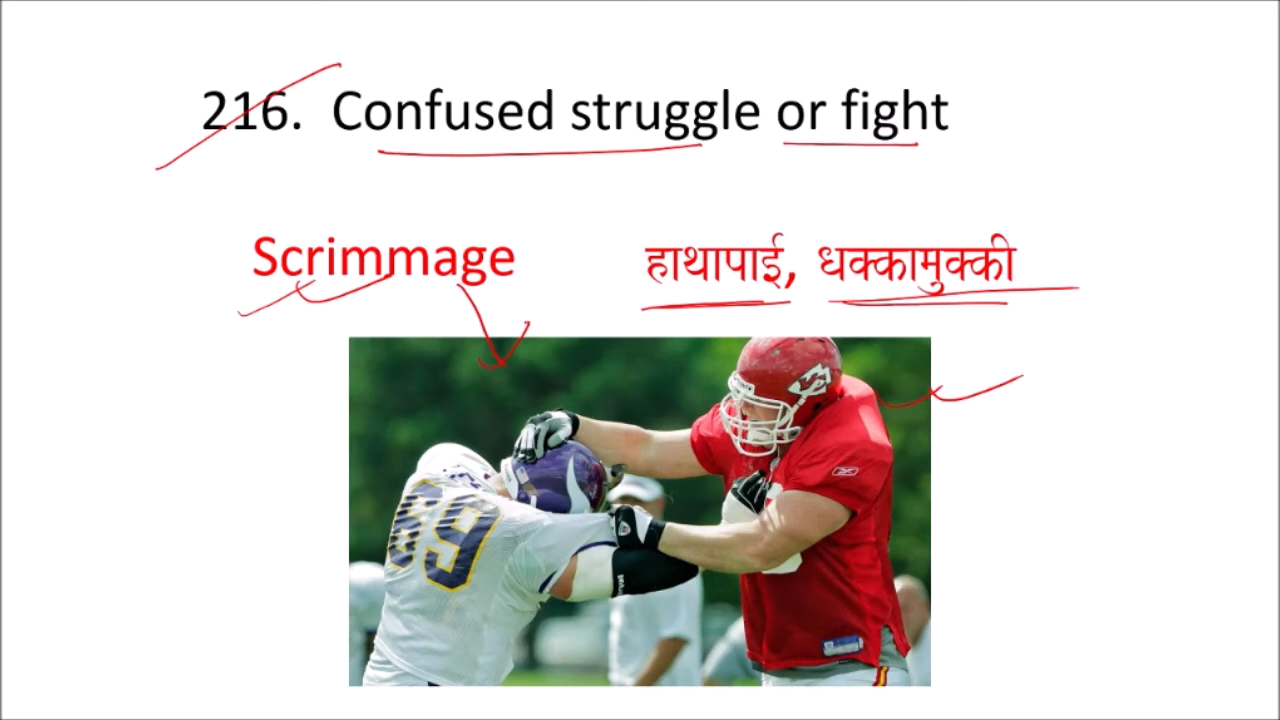 216. Confused struggle or fight
Scrimmage हाथापाई, धक्कामुक्की
69